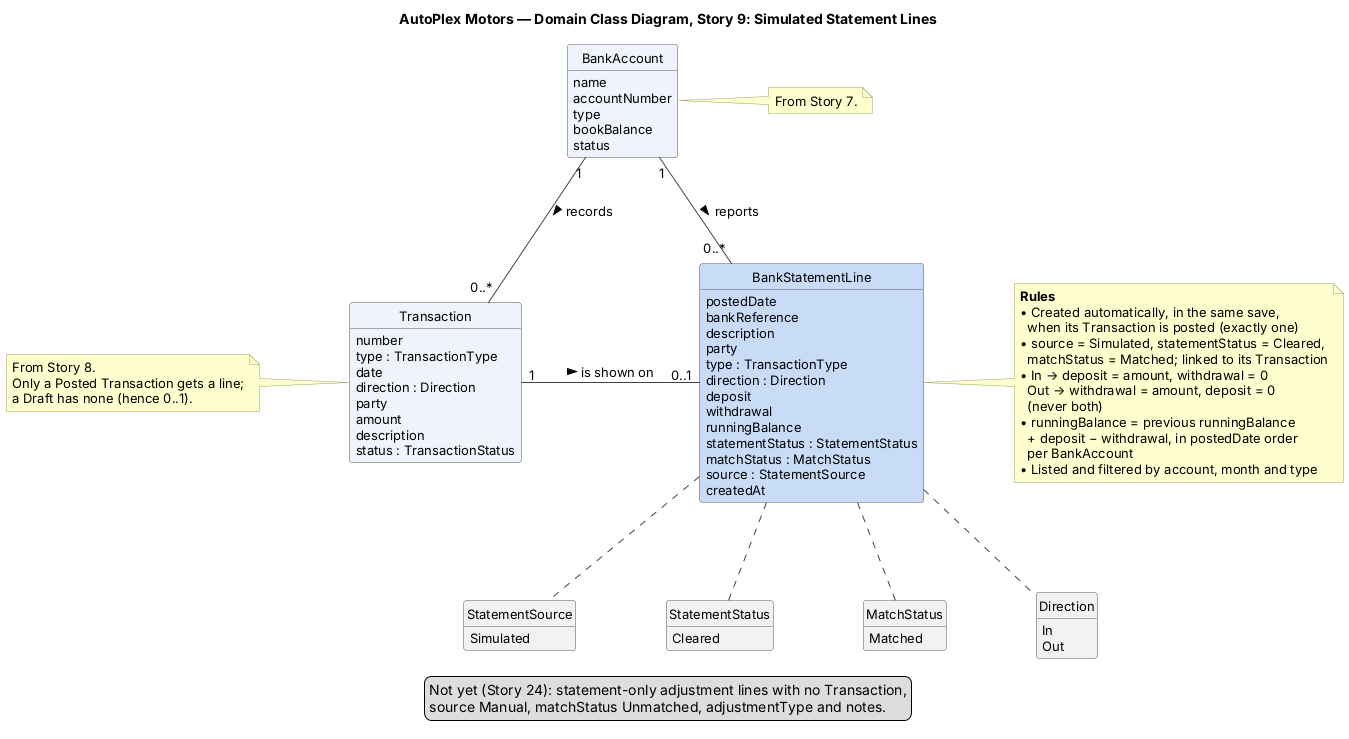 AutoPlex Motors — Domain Class Diagram, Story 9: Simulated Statement Lines
BankAccount
name
accountNumber
type
bookBalance
status
From Story 7.
1
1
records
reports
0..*
0..*
Transaction
number
type : TransactionType
date
direction : Direction
party
amount
description
status : TransactionStatus
From Story 8.
Only a Posted Transaction gets a line;
a Draft has none (hence 0..1).
1
is shown on
0..1
BankStatementLine
postedDate
bankReference
description
party
type : TransactionType
direction : Direction
deposit
withdrawal
runningBalance
statementStatus : StatementStatus
matchStatus : MatchStatus
source : StatementSource
createdAt
Rules
• Created automatically, in the same save,
when its Transaction is posted (exactly one)
• source = Simulated, statementStatus = Cleared,
matchStatus = Matched; linked to its Transaction
• In → deposit = amount, withdrawal = 0
Out → withdrawal = amount, deposit = 0
(never both)
• runningBalance = previous runningBalance
+ deposit − withdrawal, in postedDate order
per BankAccount
• Listed and filtered by account, month and type
StatementSource
Simulated
StatementStatus
Cleared
MatchStatus
Matched
Direction
In
Out
Not yet (Story 24): statement-only adjustment lines with no Transaction,
source Manual, matchStatus Unmatched, adjustmentType and notes.